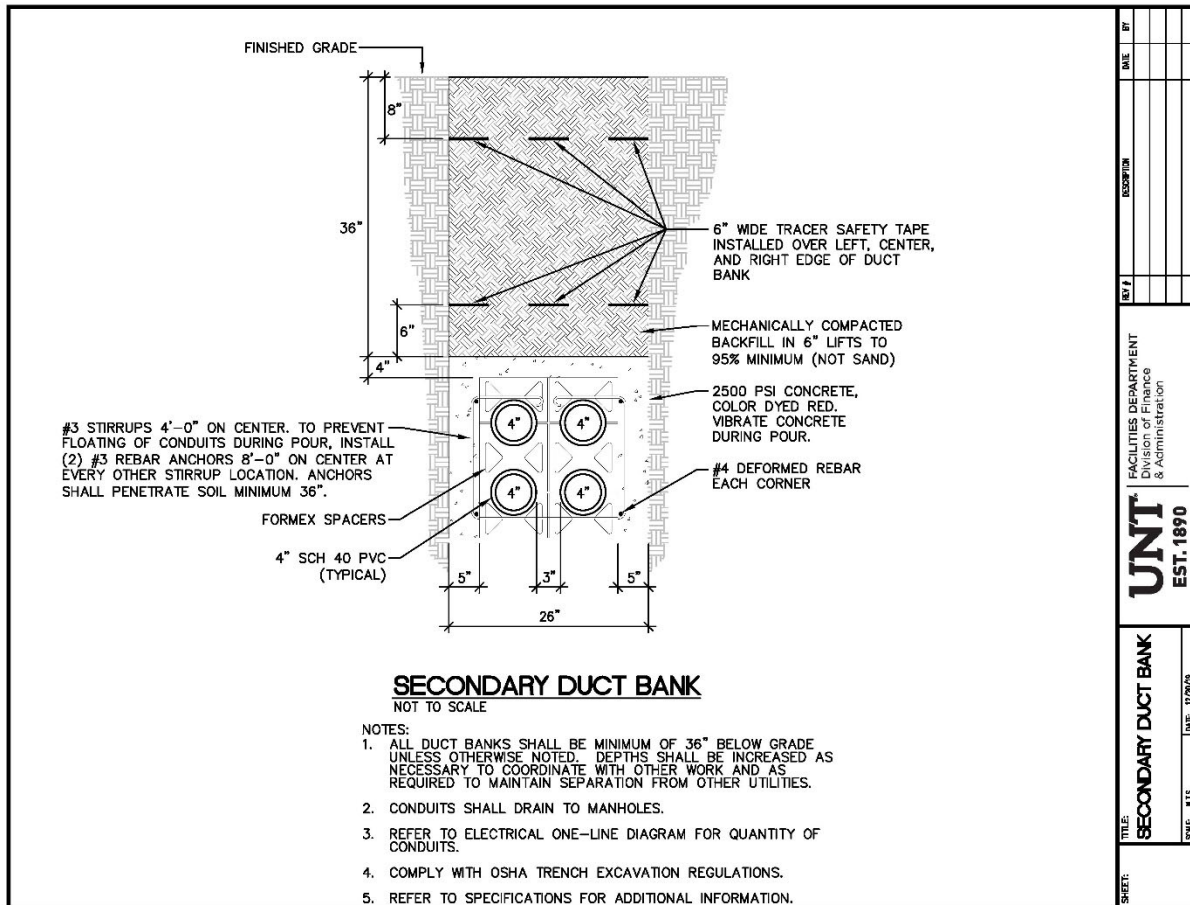 FINISHED GRADE
8"
36"
6" WIDE TRACER SAFETY TAPE
INSTALLED OVER LEFT, CENTER,
AND RIGHT EDGE OF DUCT
BANK
6"
MECHANICALLY COMPACTED
BACKFILL IN 6" LIFTS TO
95% MINIMUM (NOT SAND)
4"
2500 PSI CONCRETE,
COLOR DYED RED.
VIBRATE CONCRETE
DURING POUR.
#3 STIRRUPS 4'-0" ON CENTER. TO PREVENT
FLOATING OF CONDUITS DURING POUR, INSTALL
(2) #3 REBAR ANCHORS 8'-0" ON CENTER AT
EVERY OTHER STIRRUP LOCATION. ANCHORS
SHALL PENETRATE SOIL MINIMUM 36".
4" 4"
4" 4"
#4 DEFORMED REBAR
EACH CORNER
FORMEX SPACERS
4" SCH 40 PVC
(TYPICAL)
5" 3" 5"
26"
SECONDARY DUCT BANK
NOT TO SCALE
NOTES:
1. ALL DUCT BANKS SHALL BE MINIMUM OF 36" BELOW GRADE
UNLESS OTHERWISE NOTED. DEPTHS SHALL BE INCREASED AS
NECESSARY TO COORDINATE WITH OTHER WORK AND AS
REQUIRED TO MAINTAIN SEPARATION FROM OTHER UTILITIES.
2. CONDUITS SHALL DRAIN TO MANHOLES.
3. REFER TO ELECTRICAL ONE-LINE DIAGRAM FOR QUANTITY OF
CONDUITS.
4. COMPLY WITH OSHA TRENCH EXCAVATION REGULATIONS.
5. REFER TO SPECIFICATIONS FOR ADDITIONAL INFORMATION.
REV # DESCRIPTION DATE BY
UNT
EST. 1890
FACILITIES DEPARTMENT
Division of Finance
& Administration
TITLE:
SECONDARY DUCT BANK
DATE:
SHEET: